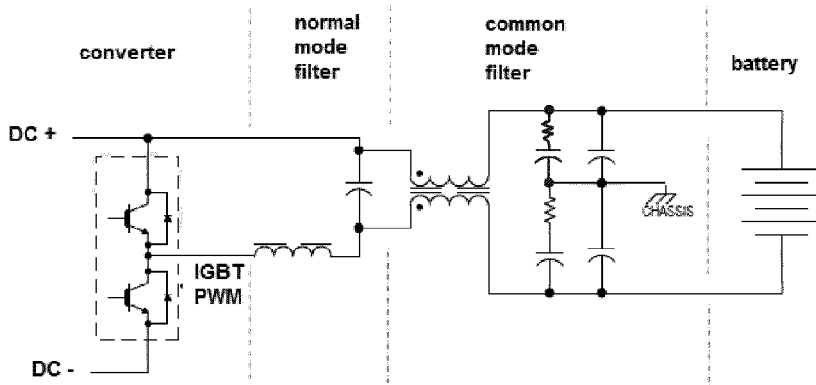 converter
normal
mode
filter
common
mode
filter
battery
DC +
CHASSIS
IGBT
PWM
DC -